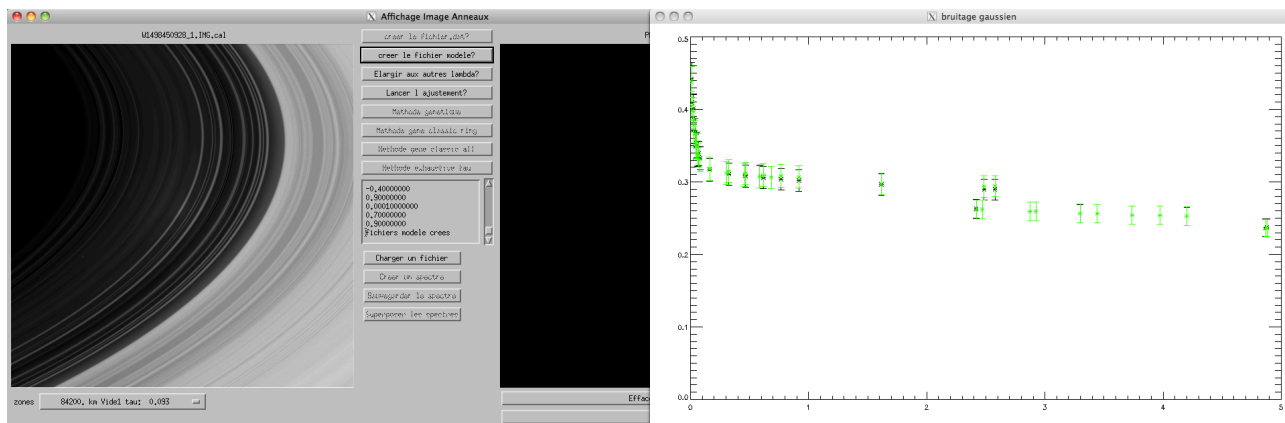 Affichage Image Anneaux
W1498450928_1.IMG.cal
creer le fichier.dat?
creer le fichier modele?
Elargir aux autres lambda?
Lancer l ajustement?
Methode genetique
Methode gene classic ring
Methode gene classic all
Methode exhaustive tau
-0.40000000
0.90000000
0.00010000000
0.70000000
0.90000000
Fichiers modele crees
Charger un fichier
Creer un spectre
Sauvegarder le spectre
Superposer les spectres
zones
84200. km Vide1 tau: 0.093
Efface
bruitage gaussien
0.5
0.4
0.3
0.2
0.1
0.0
0 1 2 3 4 5